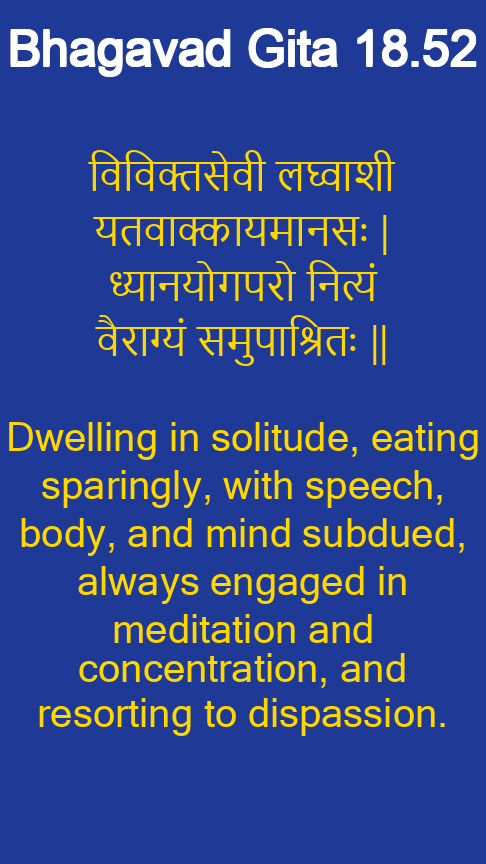 Bhagavad Gita 18.52
विविक्तसेवी लघ्वाशी
यतवाक्कायमानसः |
ध्यानयोगपरो नित्यं
वैराग्यं समुपाश्रितः ||
Dwelling in solitude, eating
sparingly, with speech,
body, and mind subdued,
always engaged in
meditation and
concentration, and
resorting to dispassion.